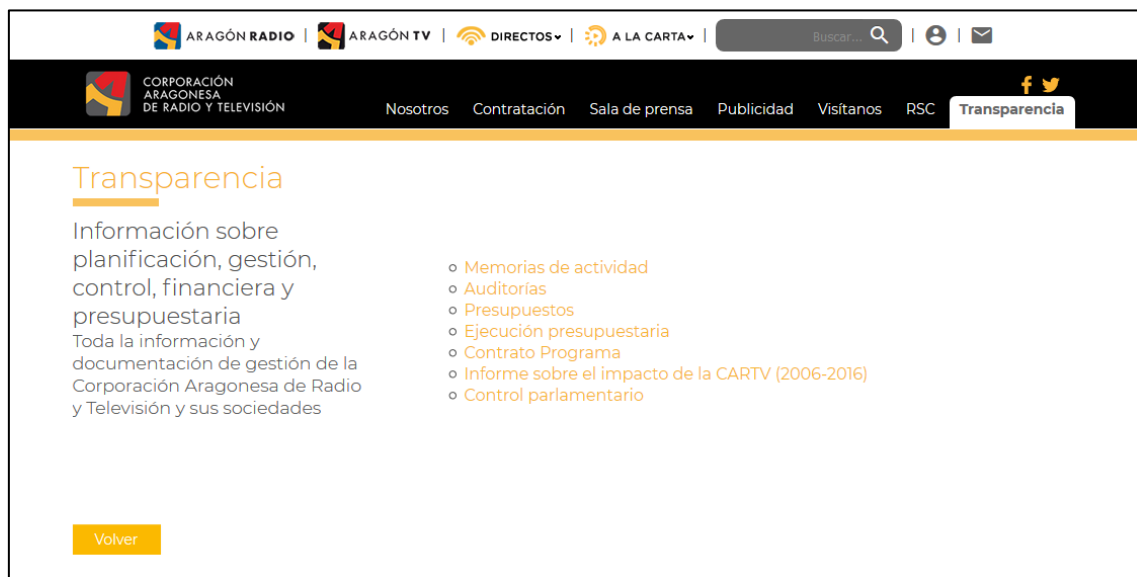 ARAGÓN RADIO | ARAGÓN TV | DIRECTOS | A LA CARTA | Buscar... | |
CORPORACIÓN
ARAGONESA
DE RADIO Y TELEVISIÓN
Nosotros Contratación Sala de prensa Publicidad Visítanos RSC Transparencia
Transparencia
Información sobre
planificación, gestión,
control, financiera y
presupuestaria
Toda la información y
documentación de gestión de la
Corporación Aragonesa de Radio
y Televisión y sus sociedades
Memorias de actividad
Auditorías
Presupuestos
Ejecución presupuestaria
Contrato Programa
Informe sobre el impacto de la CARTV (2006-2016)
Control parlamentario
Volver